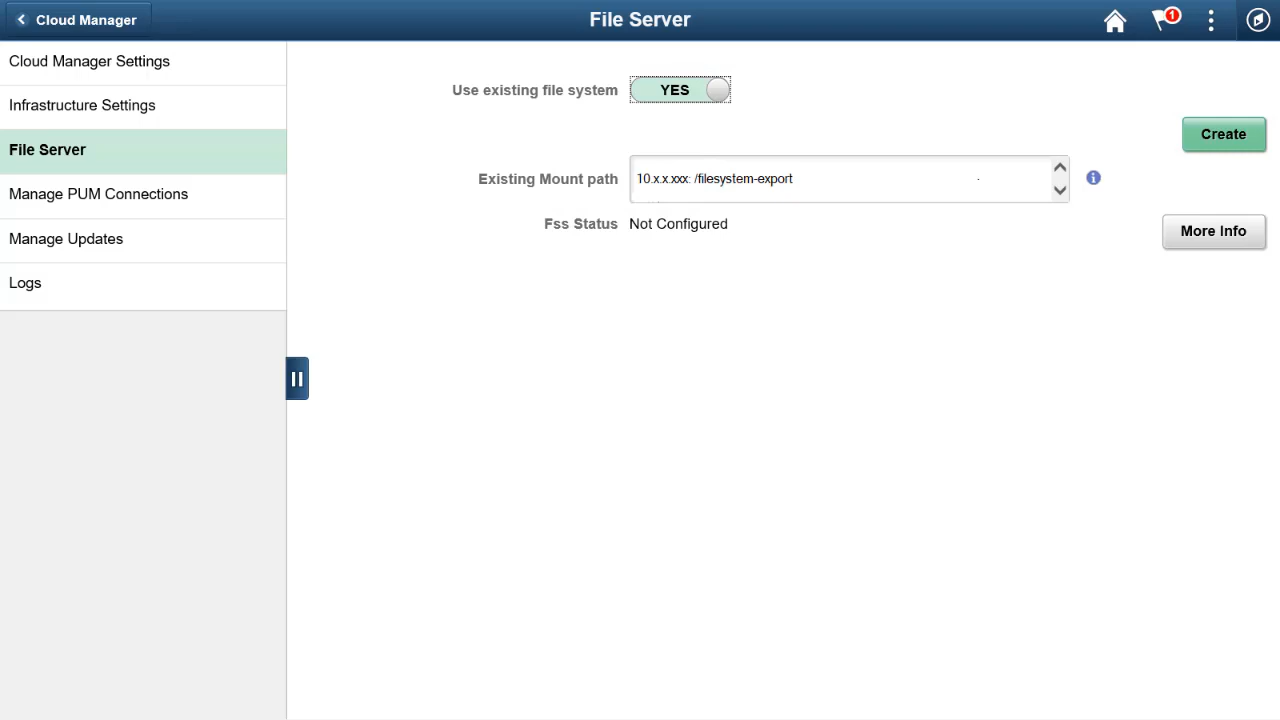 Cloud Manager
File Server
1
Cloud Manager Settings
Infrastructure Settings
File Server
Manage PUM Connections
Manage Updates
Logs
Use existing file system YES
Create
Existing Mount path 10.x.x.xxx: /filesystem-export
Fss Status Not Configured
More Info